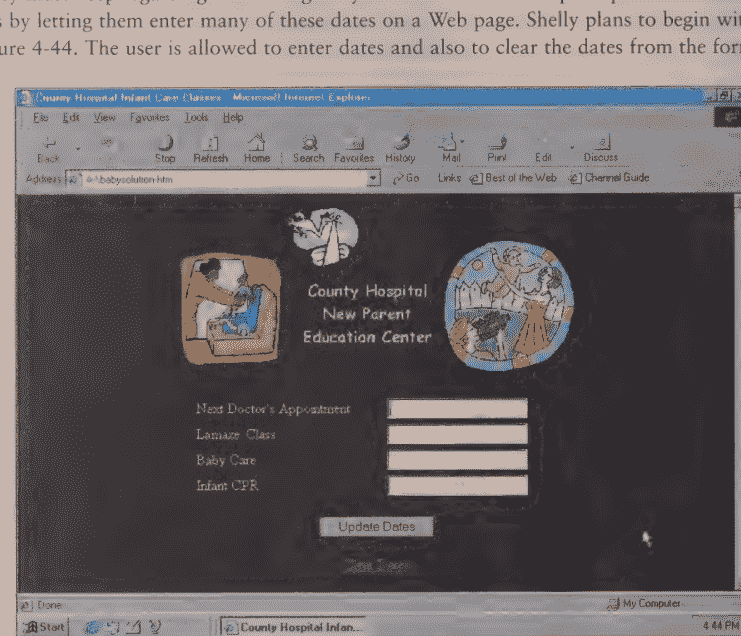 s by letting them enter many of these dates on a Web page. Shelly plans to begin wit
ure 4-44. The user is allowed to enter dates and also to clear the dates from the for
County Hospital Infant Care Classes - Microsoft Internet Explorer
File Edit View Favorites Tools Help
Back Stop Refresh Home Search Favorites History Mail Print Edit Discuss
Address A:\babysolution.htm Go Links Best of the Web Channel Guide
County Hospital
New Parent
Education Center
Next Doctor's Appointment
Lamaze Class
Baby Care
Infant CPR
Update Dates
Done My Computer
Start County Hospital Infan... 4:44 PM